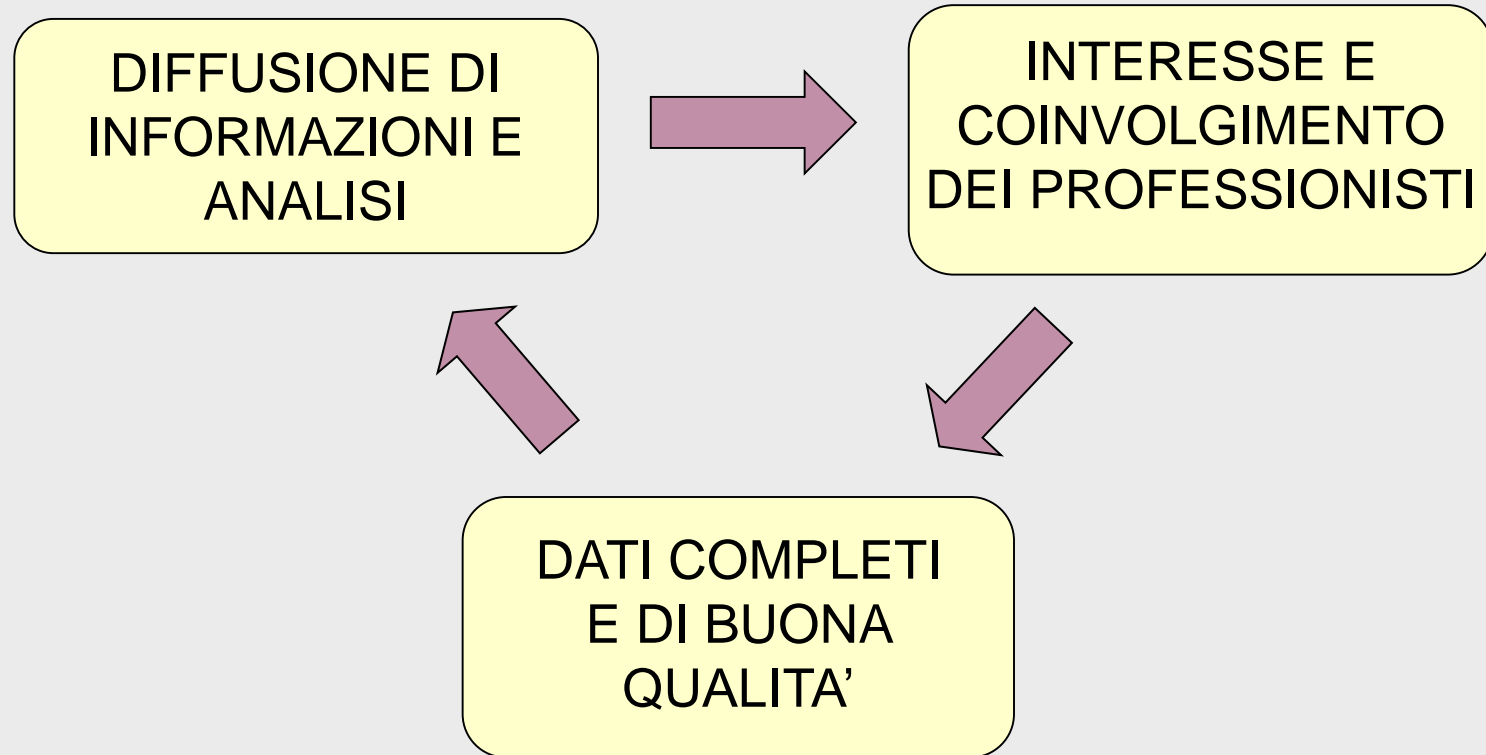 DIFFUSIONE DI
INFORMAZIONI E
ANALISI
INTERESSE E
COINVOLGIMENTO
DEI PROFESSIONISTI
DATI COMPLETI
E DI BUONA
QUALITA’